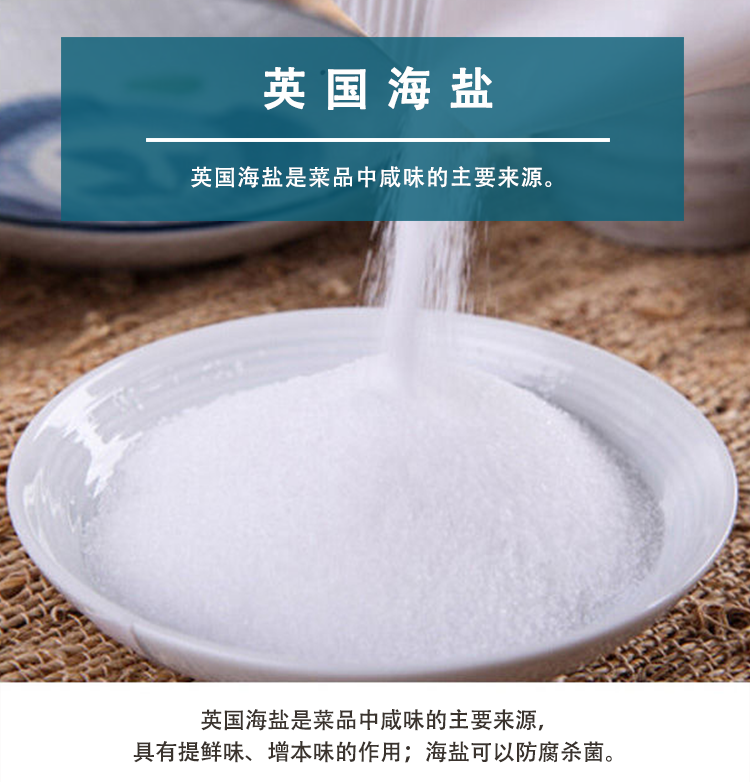 英国海盐
英国海盐是菜品中咸味的主要来源。
英国海盐是菜品中咸味的主要来源，
具有提鲜味、增本味的作用；海盐可以防腐杀菌。